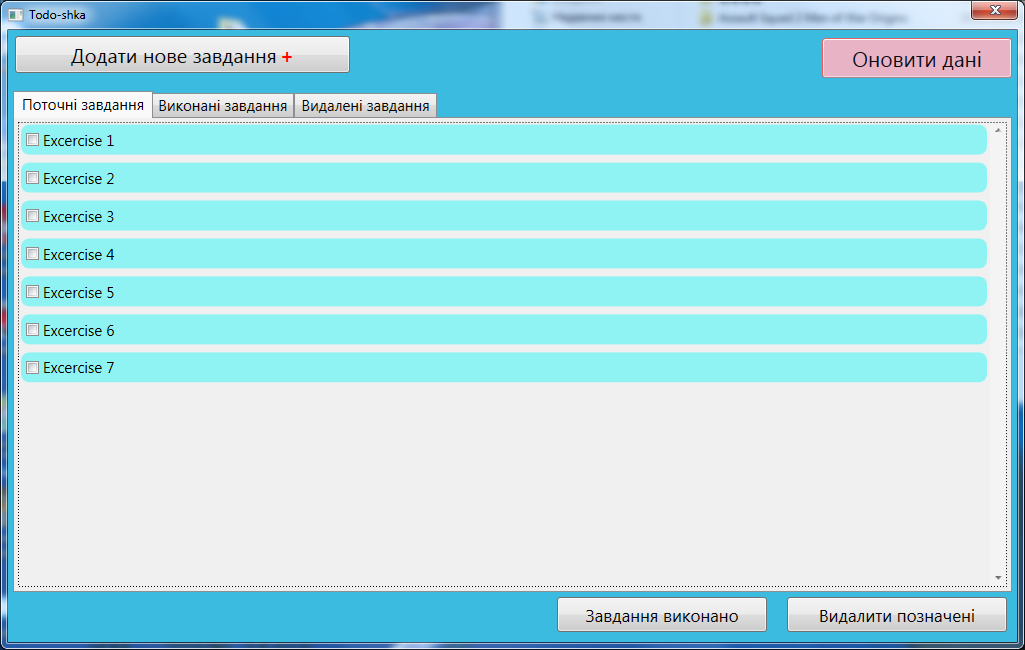 Todo-shka
Додати нове завдання +
Оновити дані
Поточні завдання
Виконані завдання
Видалені завдання
Excercise 1
Excercise 2
Excercise 3
Excercise 4
Excercise 5
Excercise 6
Excercise 7
Завдання виконано
Видалити позначені